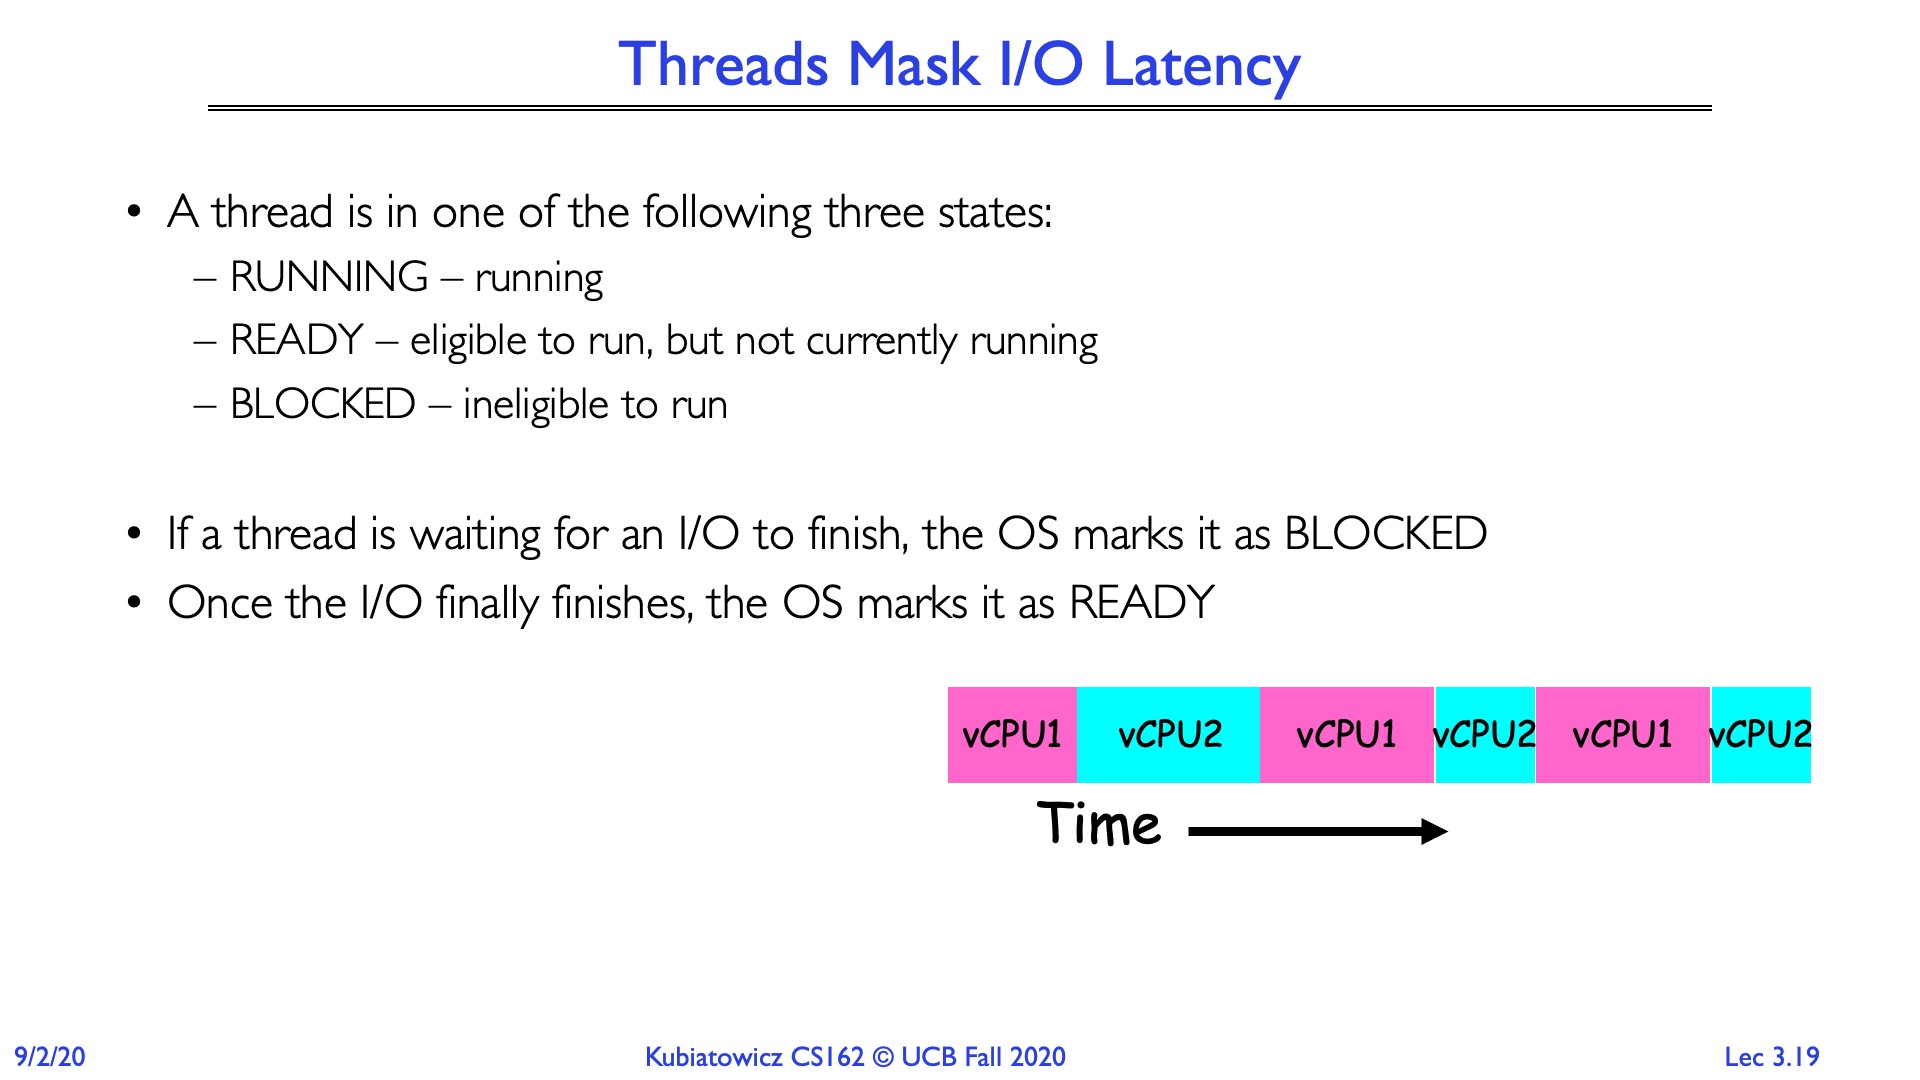 Threads Mask I/O Latency
• A thread is in one of the following three states:
– RUNNING – running
– READY – eligible to run, but not currently running
– BLOCKED – ineligible to run
• If a thread is waiting for an I/O to finish, the OS marks it as BLOCKED
• Once the I/O finally finishes, the OS marks it as READY
vCPU1 vCPU2 vCPU1 vCPU2 vCPU1 vCPU2
Time
9/2/20 Kubiatowicz CS162 © UCB Fall 2020 Lec 3.19